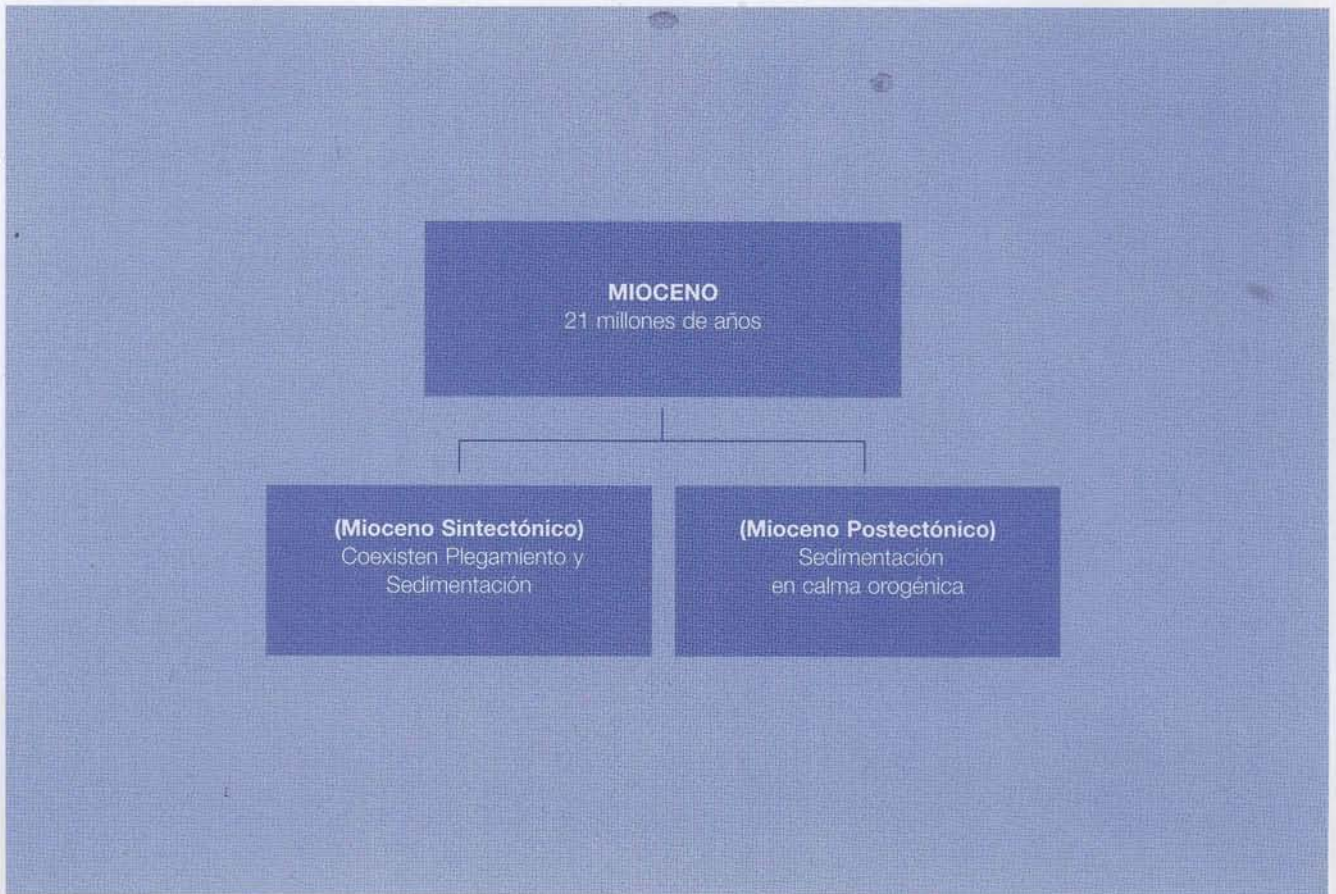 MIOCENO
21 millones de años
(Mioceno Sintectónico)
Coexisten Plegamiento y
Sedimentación
(Mioceno Postectónico)
Sedimentación
en calma orogénica